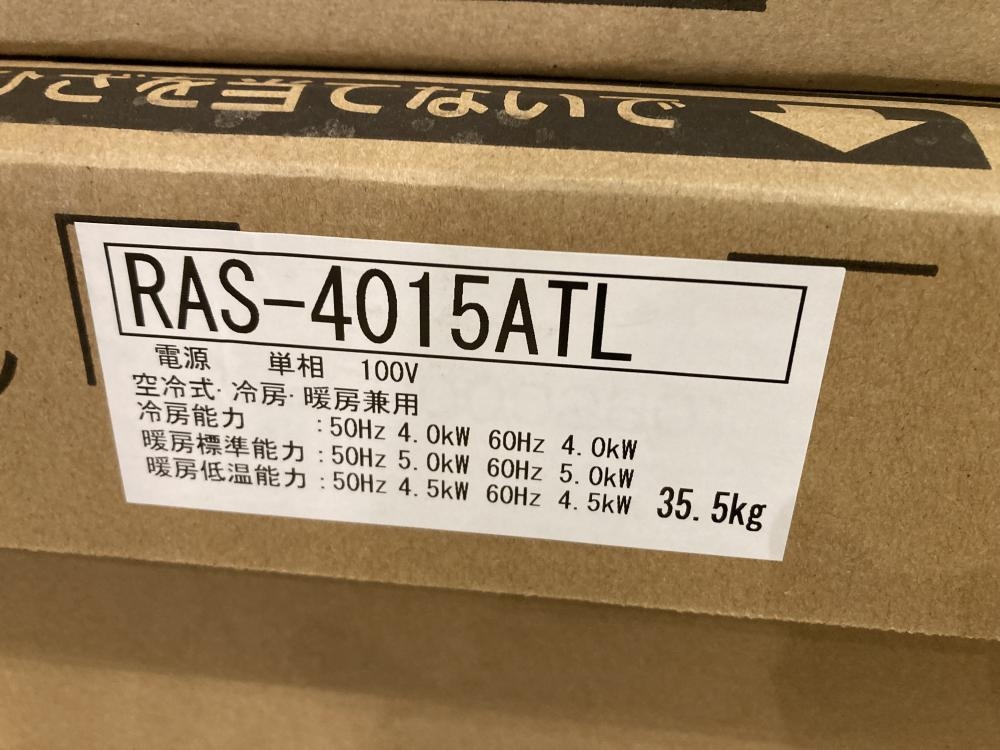 ひざを当てないで
RAS-4015ATL
電源 単相 100V
空冷式・冷房・暖房兼用
冷房能力 :50Hz 4.0kW 60Hz 4.0kW
暖房標準能力:50Hz 5.0kW 60Hz 5.0kW
暖房低温能力:50Hz 4.5kW 60Hz 4.5kW 35.5kg